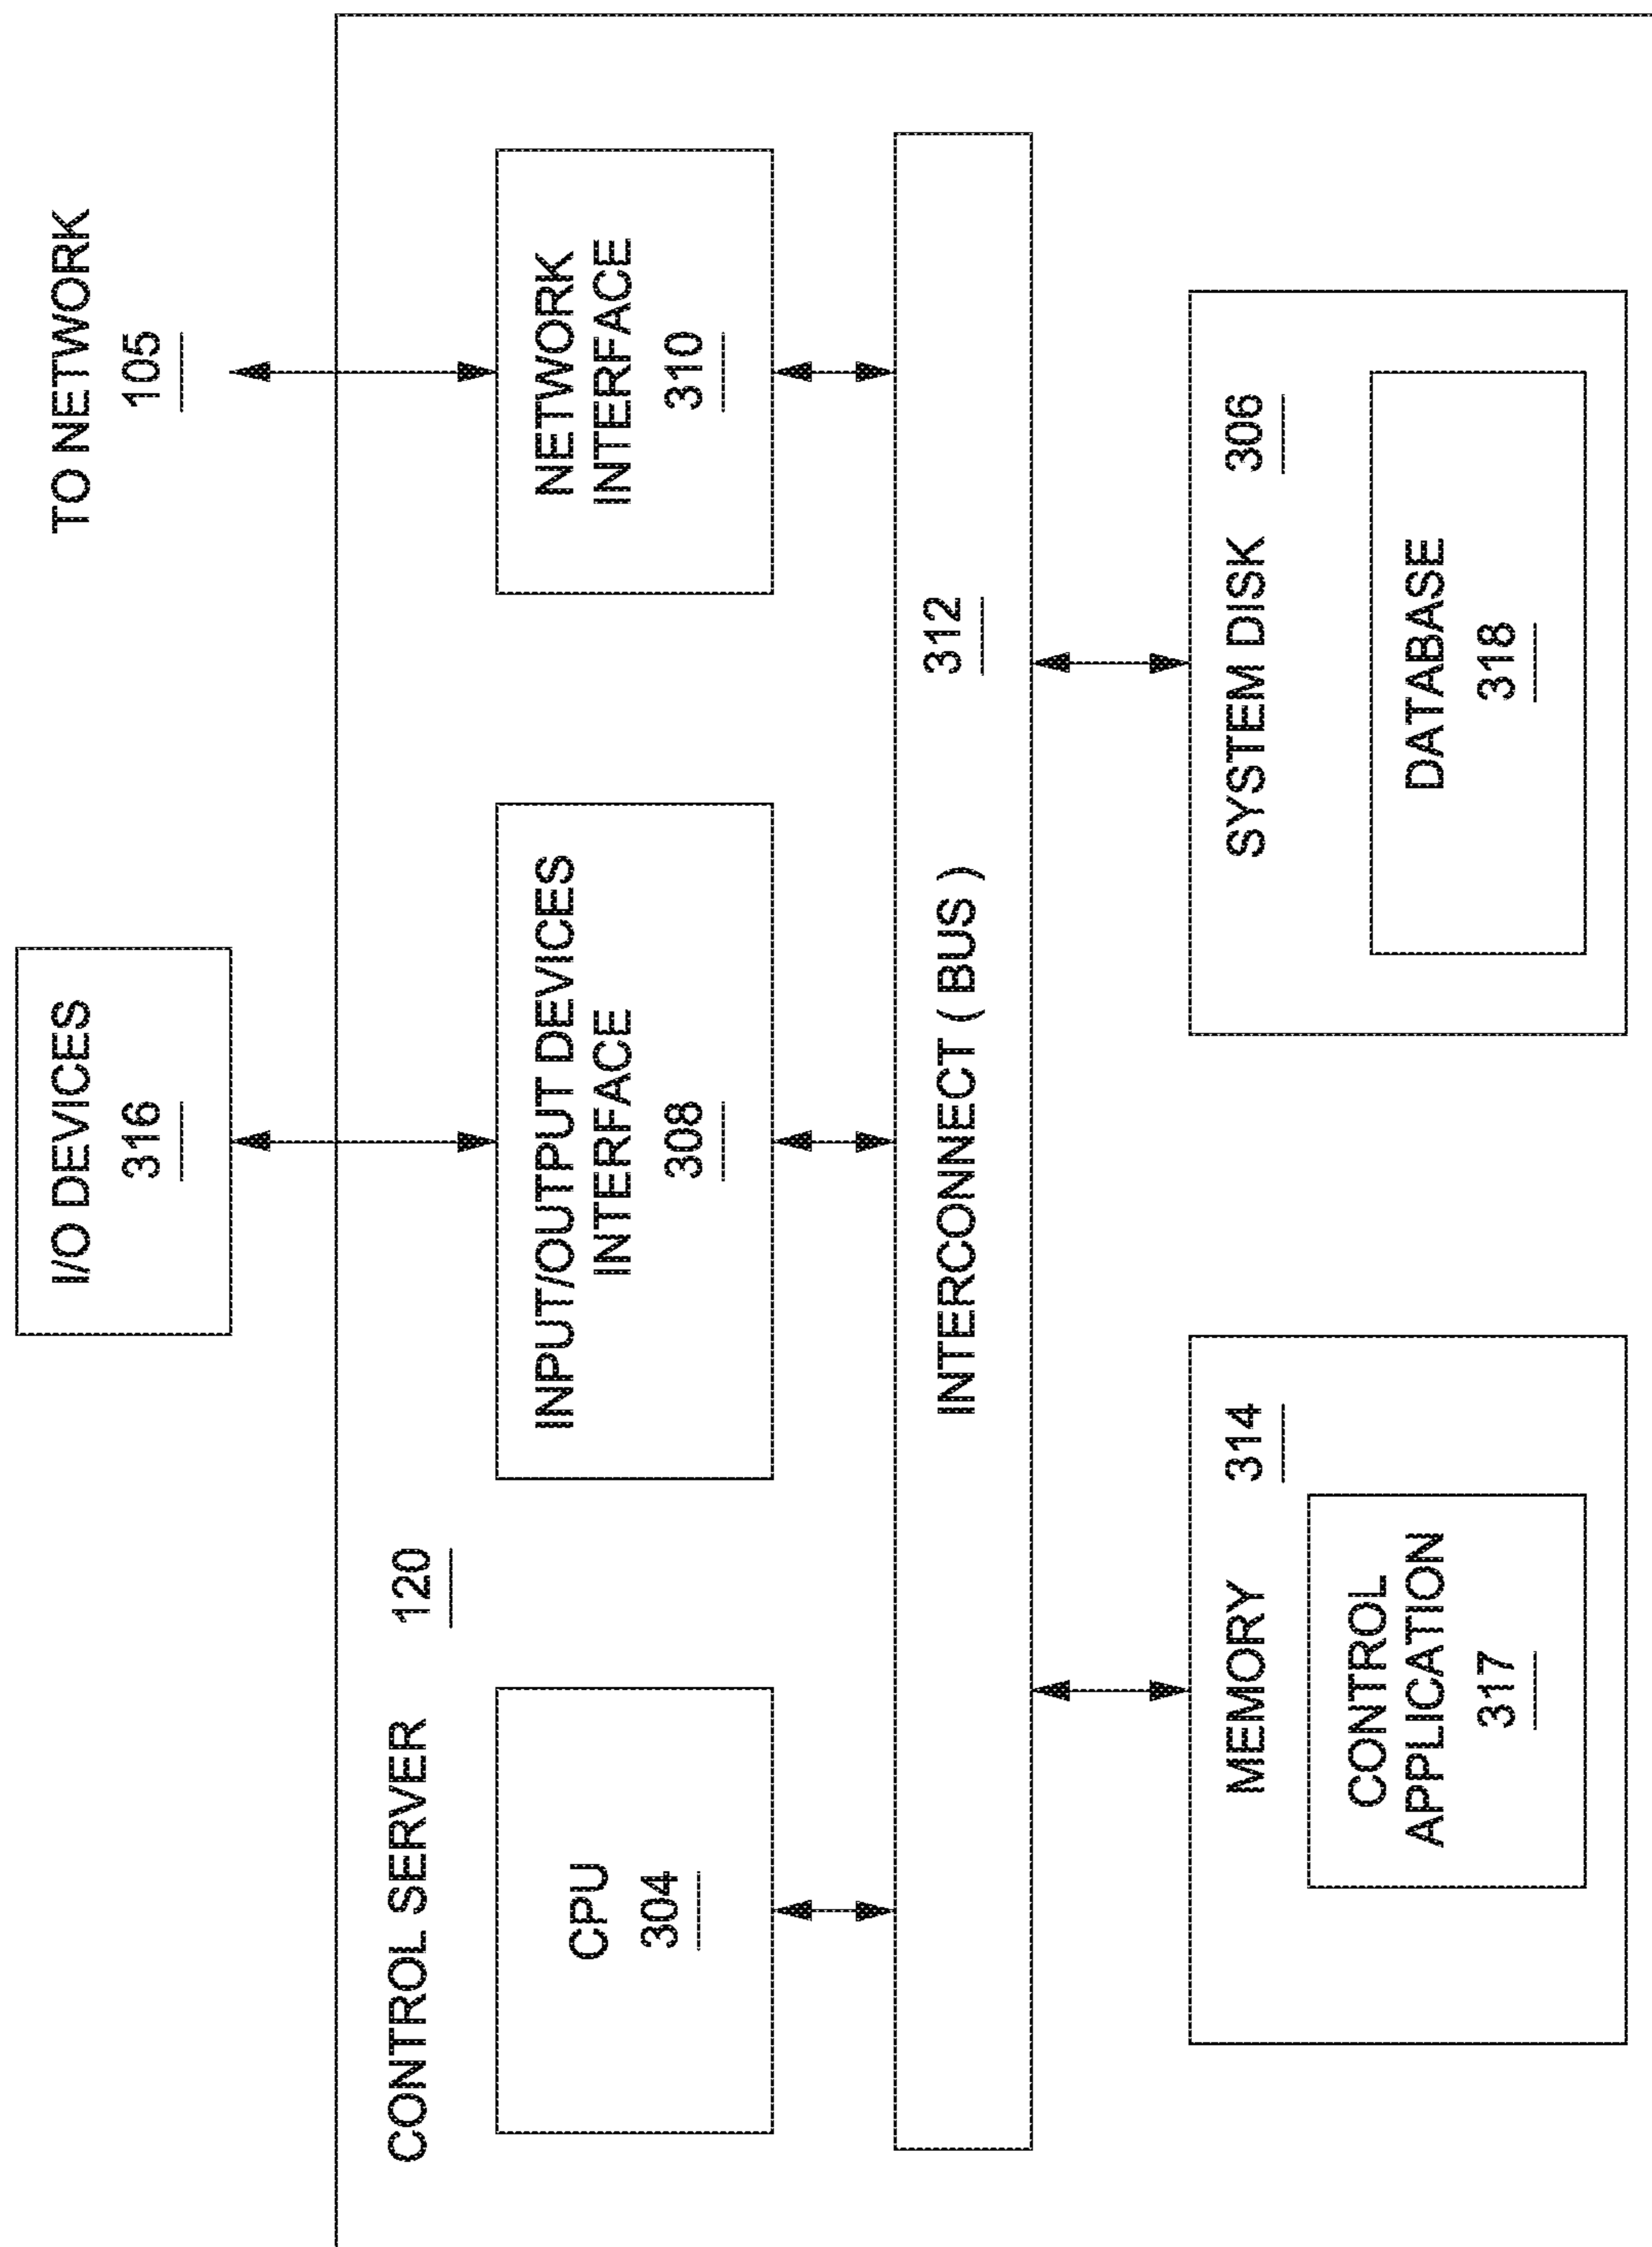 I/O DEVICES
316
TO NETWORK
105
CONTROL SERVER 120
CPU
304
INPUT/OUTPUT DEVICES
INTERFACE
308
NETWORK
INTERFACE
310
INTERCONNECT ( BUS ) 312
MEMORY 314
CONTROL
APPLICATION
317
SYSTEM DISK 306
DATABASE
318